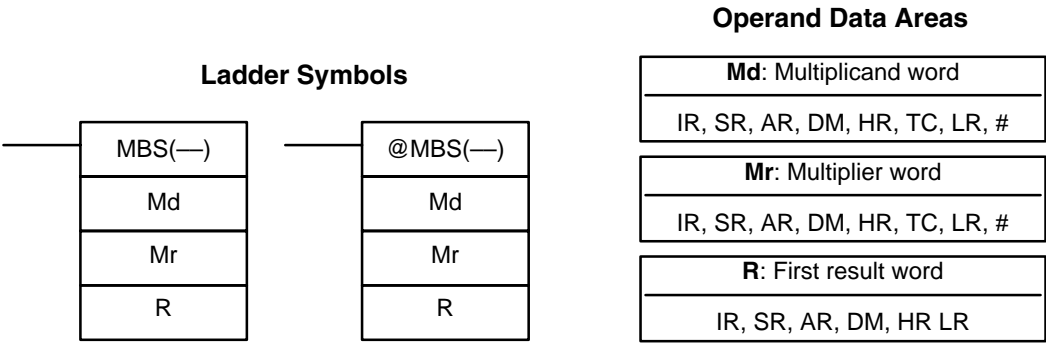 Ladder Symbols
MBS(––)
Md
Mr
R
@MBS(––)
Md
Mr
R
Operand Data Areas
Md: Multiplicand word
IR, SR, AR, DM, HR, TC, LR, #
Mr: Multiplier word
IR, SR, AR, DM, HR, TC, LR, #
R: First result word
IR, SR, AR, DM, HR LR